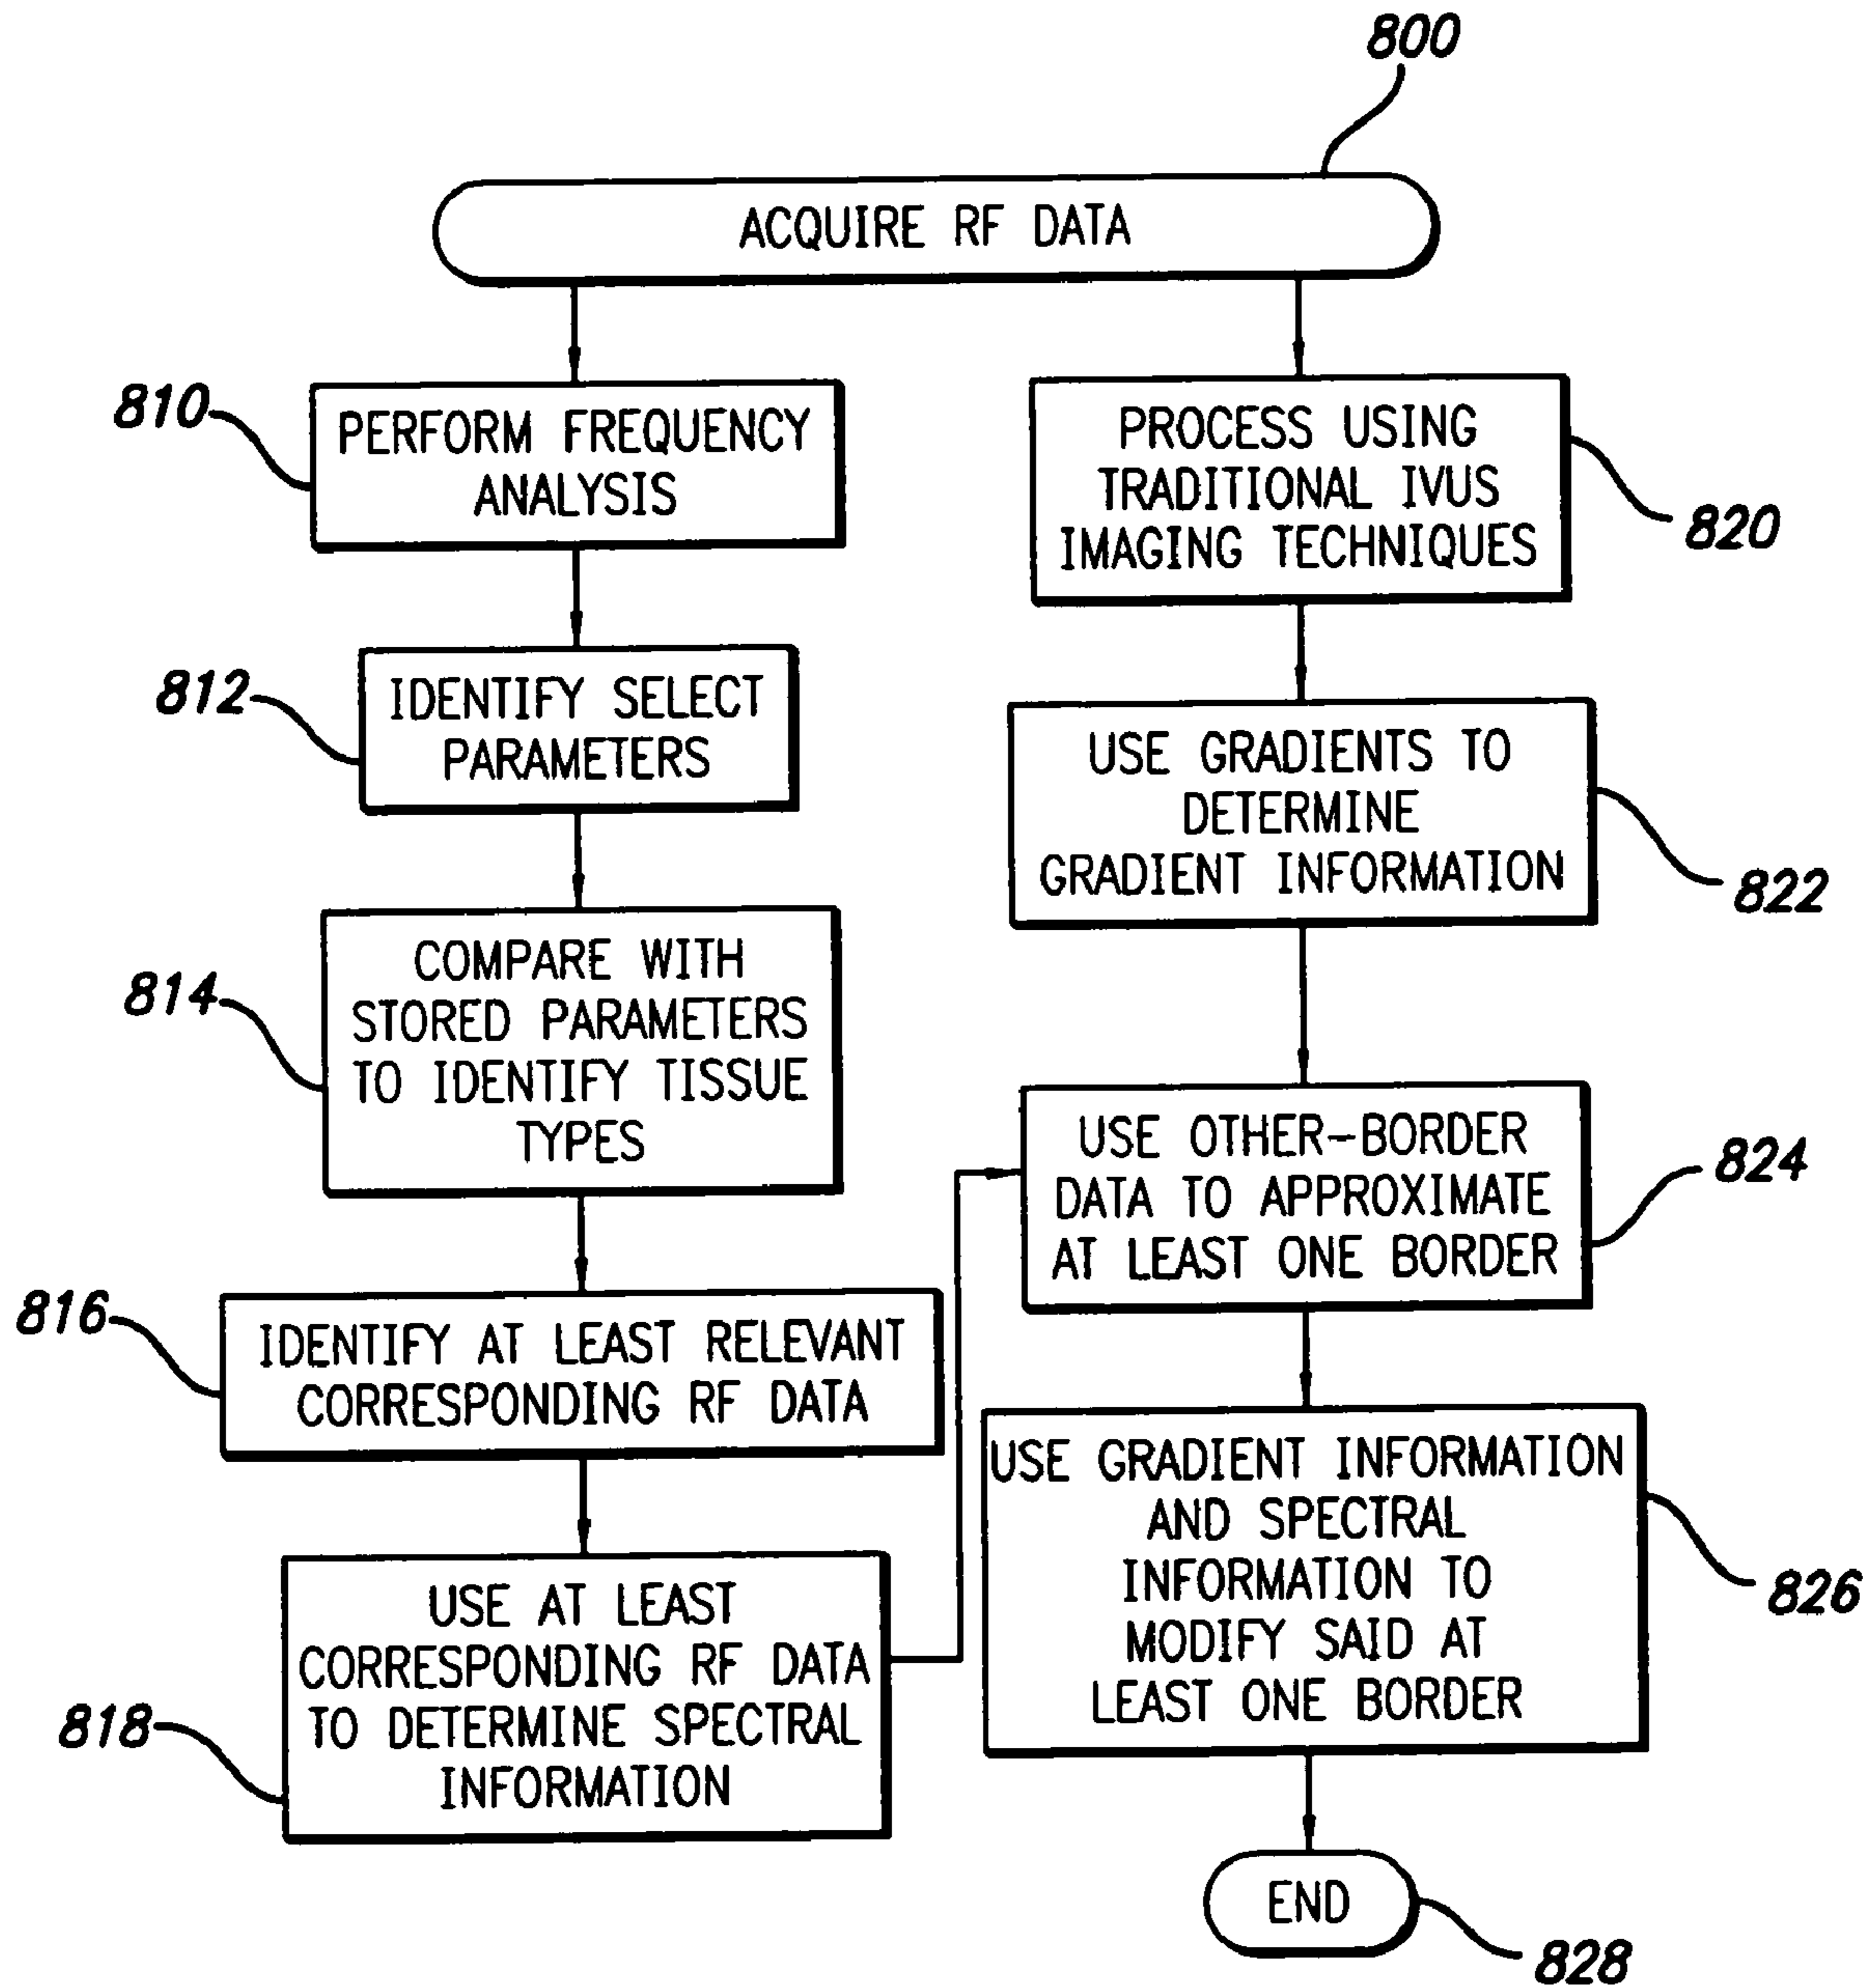 800
ACQUIRE RF DATA
810
PERFORM FREQUENCY
ANALYSIS
812
IDENTIFY SELECT
PARAMETERS
814
COMPARE WITH
STORED PARAMETERS
TO IDENTIFY TISSUE
TYPES
816
IDENTIFY AT LEAST RELEVANT
CORRESPONDING RF DATA
818
USE AT LEAST
CORRESPONDING RF DATA
TO DETERMINE SPECTRAL
INFORMATION
PROCESS USING
TRADITIONAL IVUS
IMAGING TECHNIQUES
820
USE GRADIENTS TO
DETERMINE
GRADIENT INFORMATION
822
USE OTHER-BORDER
DATA TO APPROXIMATE
AT LEAST ONE BORDER
824
USE GRADIENT INFORMATION
AND SPECTRAL
INFORMATION TO
MODIFY SAID AT
LEAST ONE BORDER
826
END
828